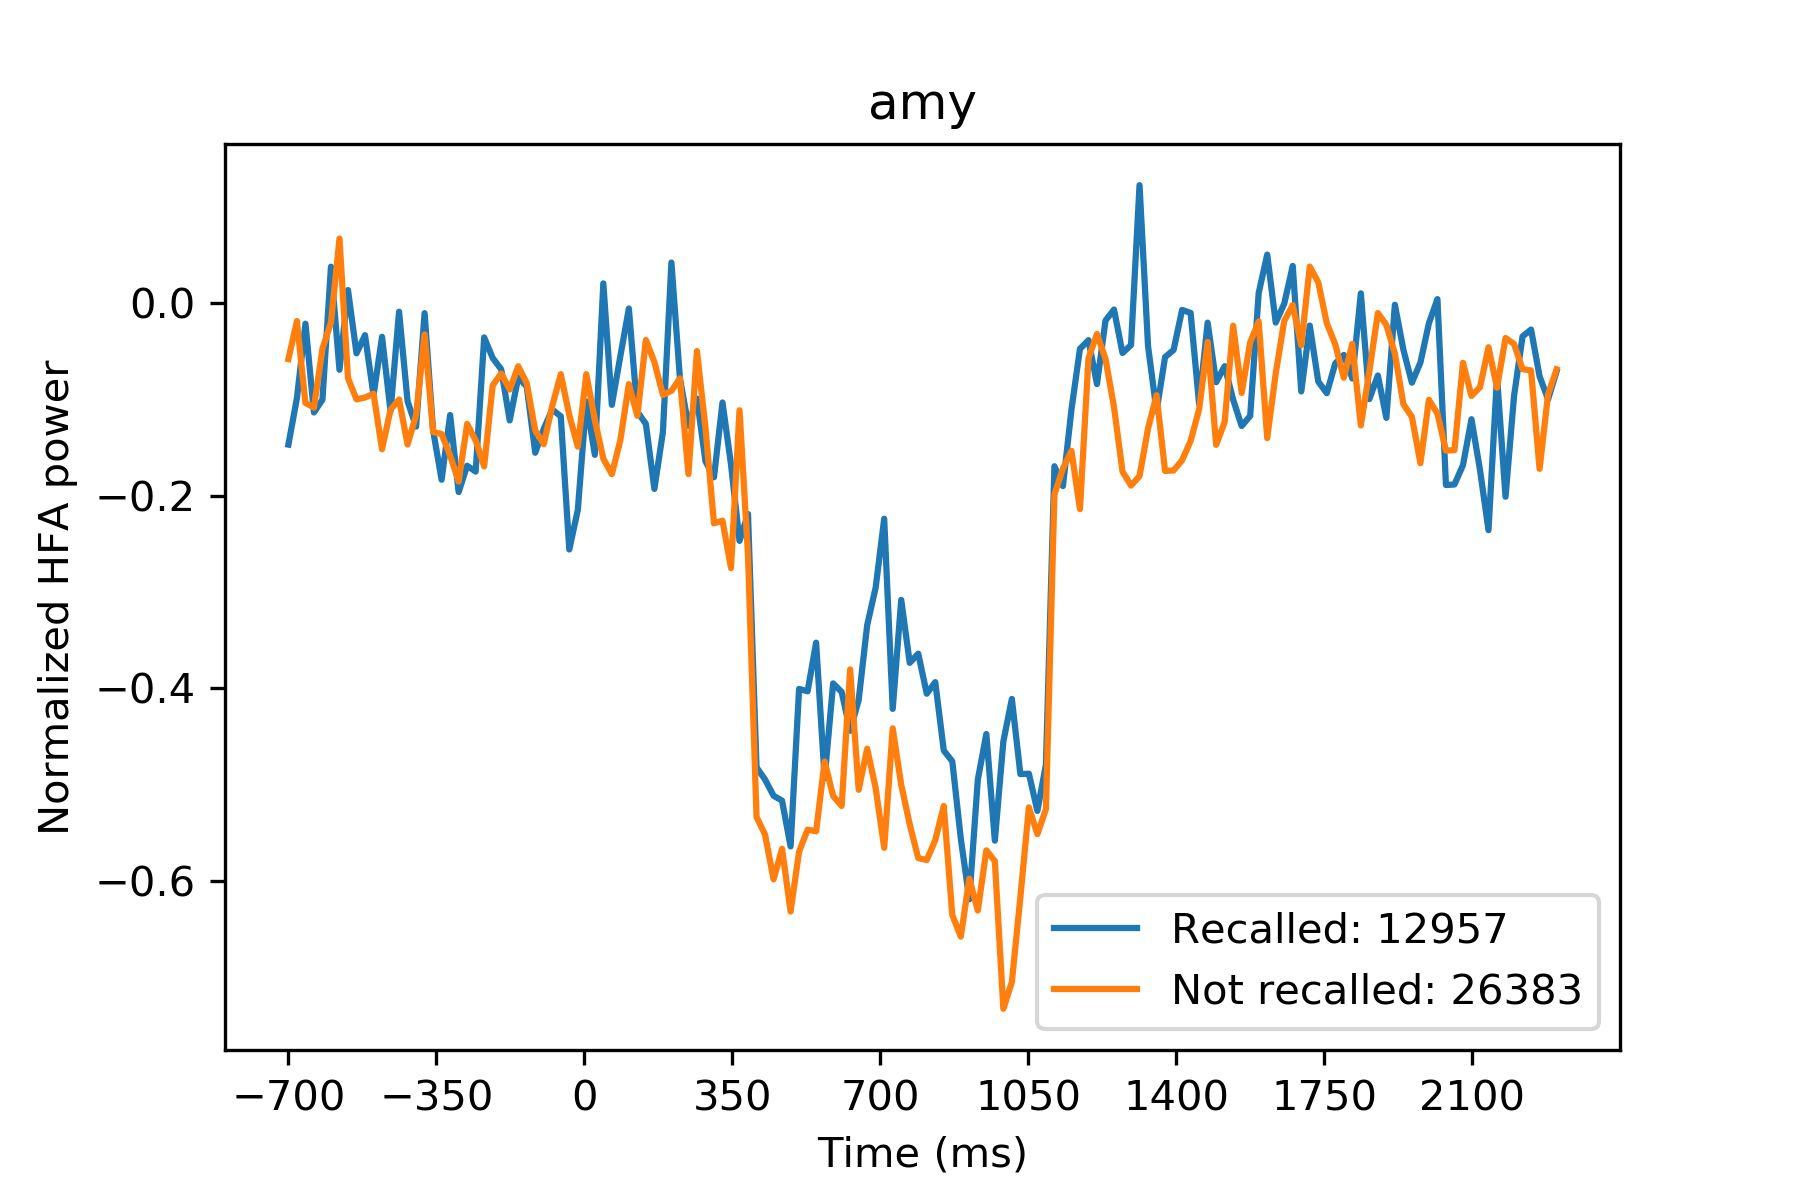 amy
Normalized HFA power
0.0
−0.2
−0.4
−0.6
Recalled: 12957
Not recalled: 26383
−700 −350 0 350 700 1050 1400 1750 2100
Time (ms)